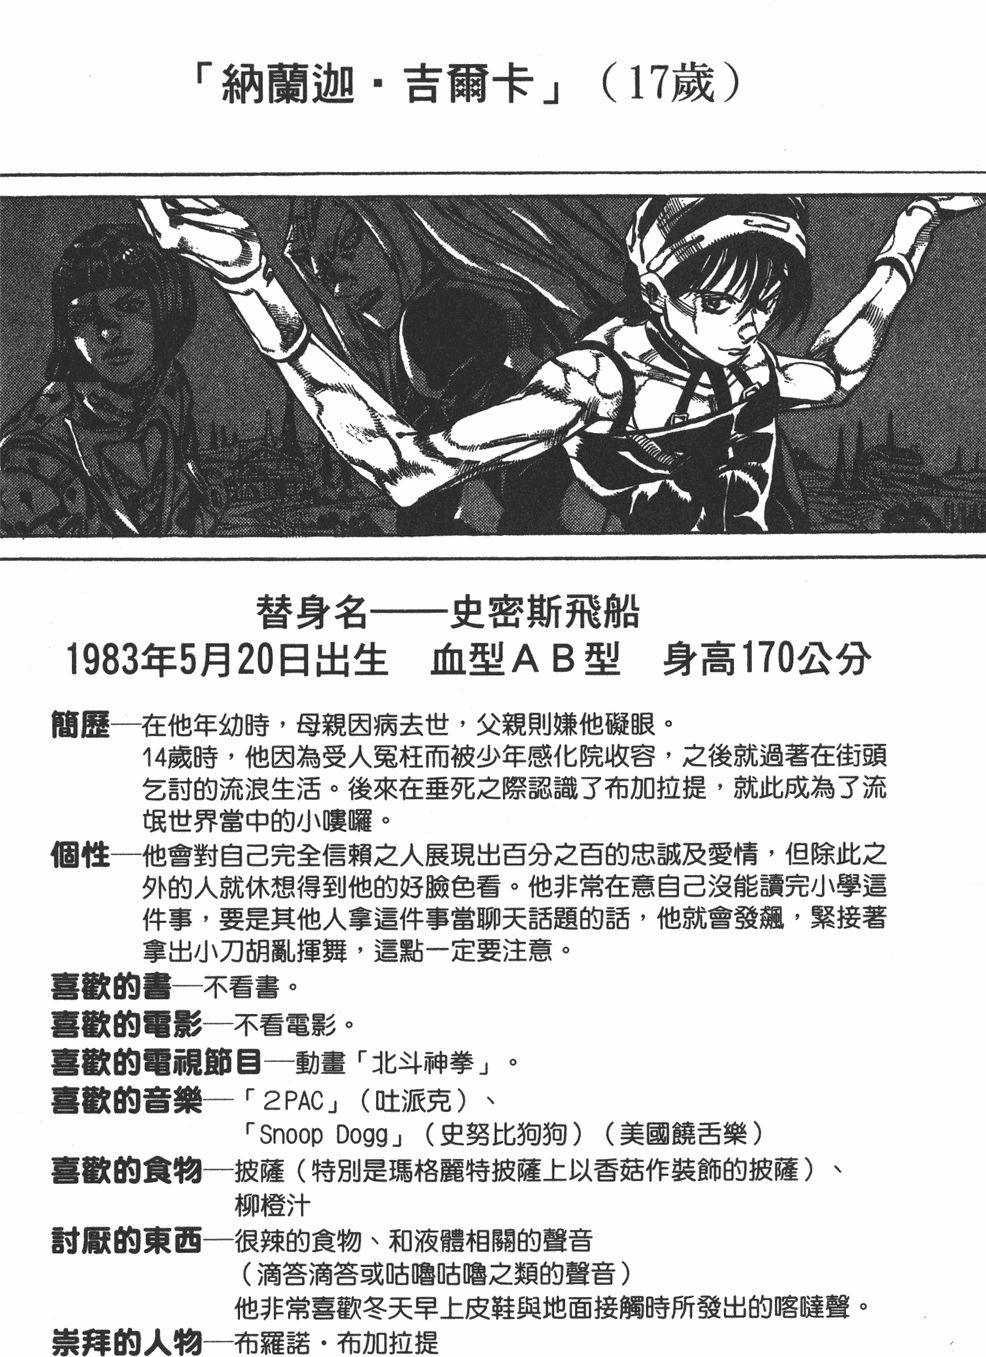 「納蘭迦・吉爾卡」（17歲）
替身名——史密斯飛船
1983年5月20日出生　血型ＡＢ型　身高170公分
簡歷—在他年幼時，母親因病去世，父親則嫌他礙眼。
14歲時，他因為受人冤枉而被少年感化院收容，之後就過著在街頭
乞討的流浪生活。後來在垂死之際認識了布加拉提，就此成為了流
氓世界當中的小嘍囉。
個性—他會對自己完全信賴之人展現出百分之百的忠誠及愛情，但除此之
外的人就休想得到他的好臉色看。他非常在意自己沒能讀完小學這
件事，要是其他人拿這件事當聊天話題的話，他就會發飆，緊接著
拿出小刀胡亂揮舞，這點一定要注意。
喜歡的書—不看書。
喜歡的電影—不看電影。
喜歡的電視節目—動畫「北斗神拳」。
喜歡的音樂—「２PAC」（吐派克）、
「Snoop Dogg」（史努比狗狗）（美國饒舌樂）
喜歡的食物—披薩（特別是瑪格麗特披薩上以香菇作裝飾的披薩）、
柳橙汁
討厭的東西—很辣的食物、和液體相關的聲音
（滴答滴答或咕嚕咕嚕之類的聲音）
他非常喜歡冬天早上皮鞋與地面接觸時所發出的喀噠聲。
崇拜的人物—布羅諾・布加拉提